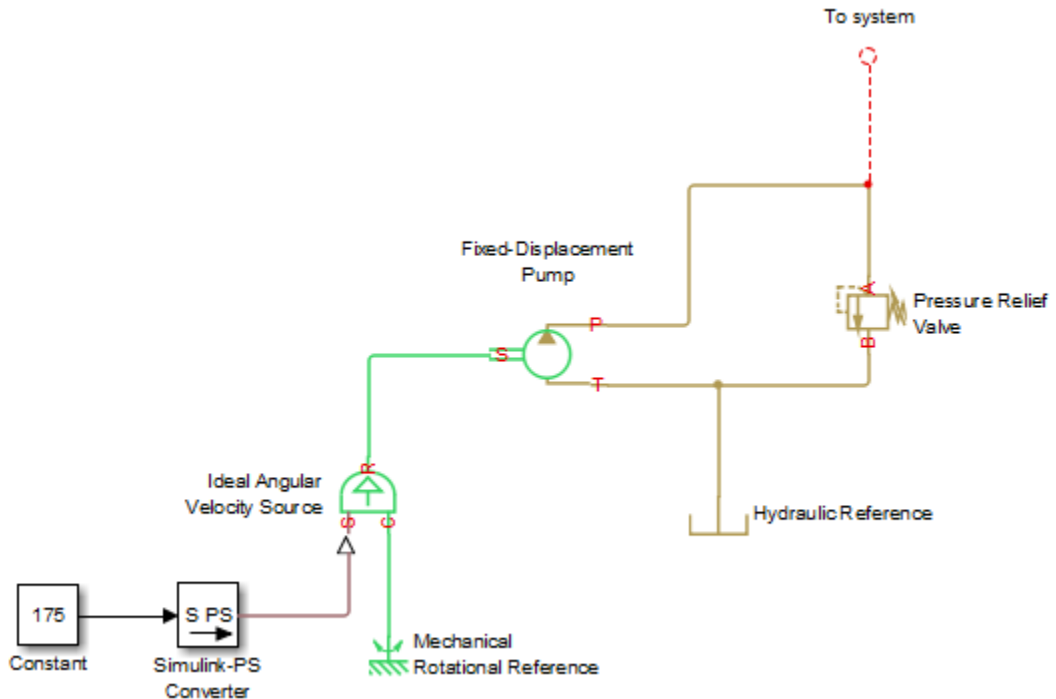 To system
Fixed-Displacement
Pump
A
Pressure Relief
Valve
P
B
S
T
R
Ideal Angular
Velocity Source
S
C
Hydraulic Reference
175
S PS
Mechanical
Rotational Reference
Constant
Simulink-PS
Converter